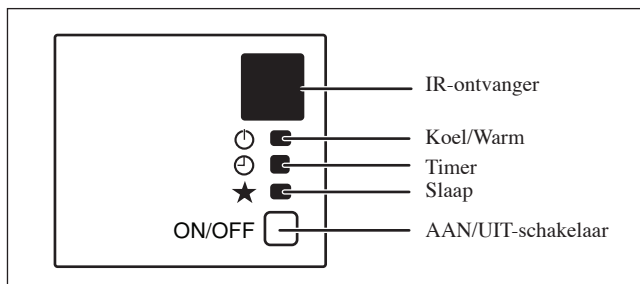 IR-ontvanger
Koel/Warm
Timer
Slaap
ON/OFF
AAN/UIT-schakelaar